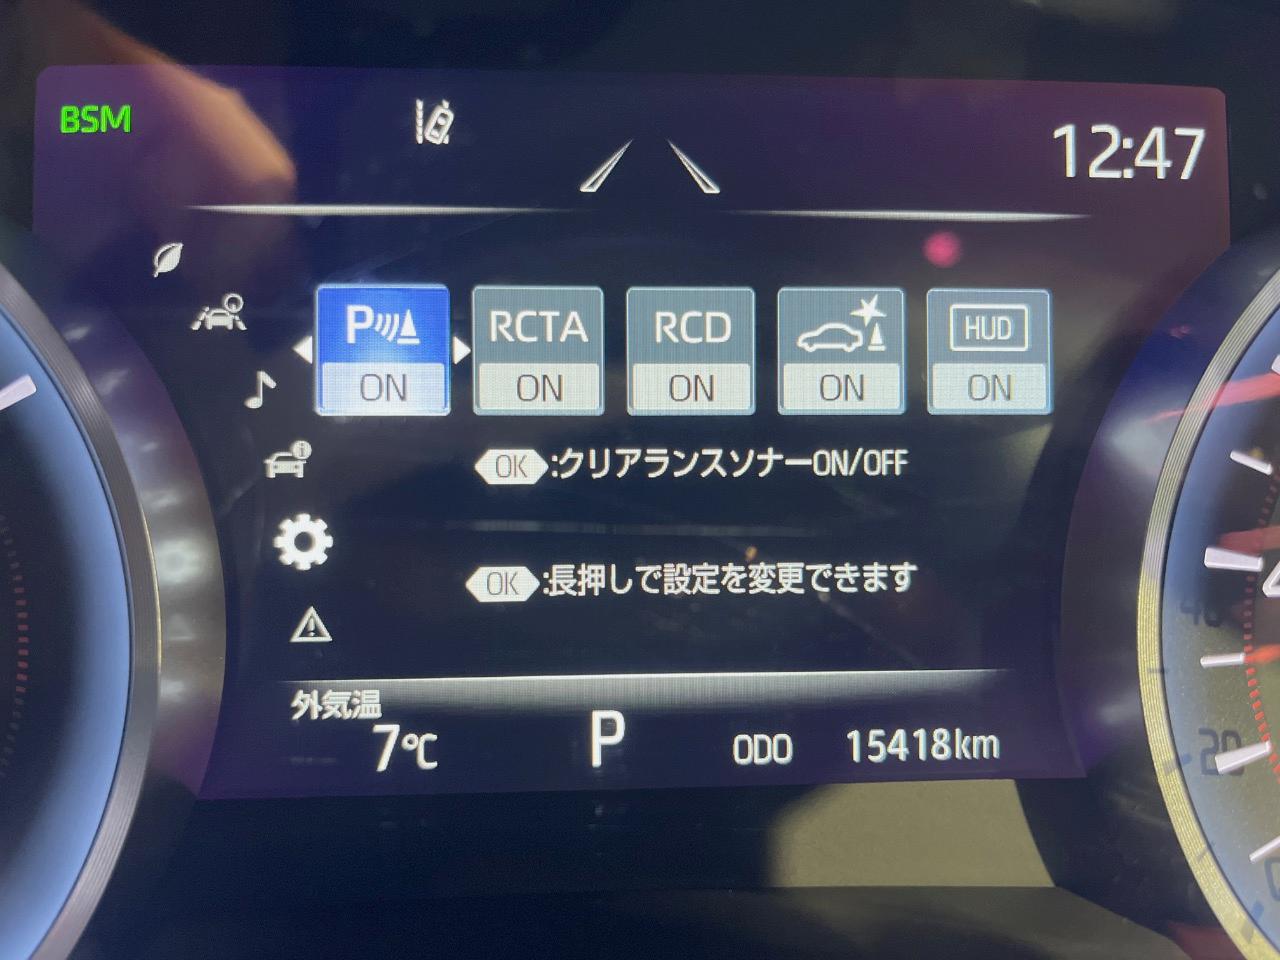 BSM
12:47
P RCTA RCD HUD
ON ON ON ON ON
OK :クリアランスソナーON/OFF
OK :長押しで設定を変更できます
外気温
7℃ P ODO 15418km
20